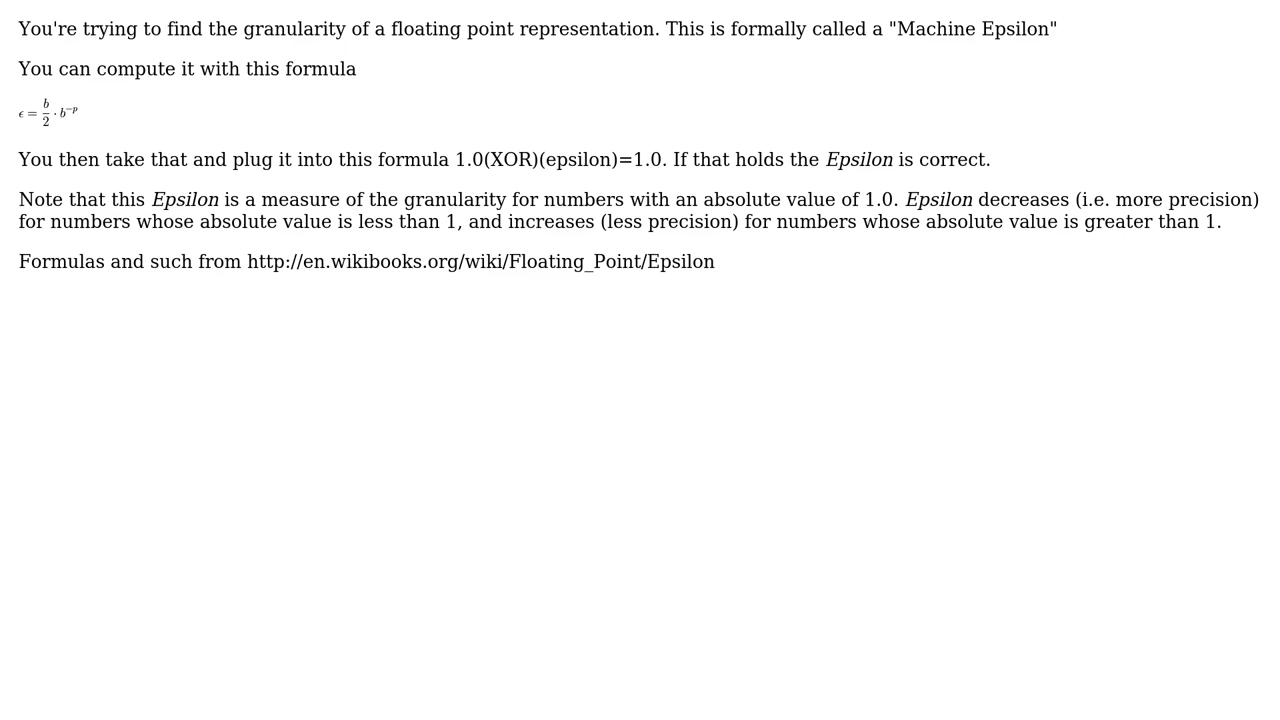 You're trying to find the granularity of a floating point representation. This is formally called a "Machine Epsilon"
You can compute it with this formula
ϵ = b/2 · b^−p
You then take that and plug it into this formula 1.0(XOR)(epsilon)=1.0. If that holds the Epsilon is correct.
Note that this Epsilon is a measure of the granularity for numbers with an absolute value of 1.0. Epsilon decreases (i.e. more precision)
for numbers whose absolute value is less than 1, and increases (less precision) for numbers whose absolute value is greater than 1.
Formulas and such from http://en.wikibooks.org/wiki/Floating_Point/Epsilon